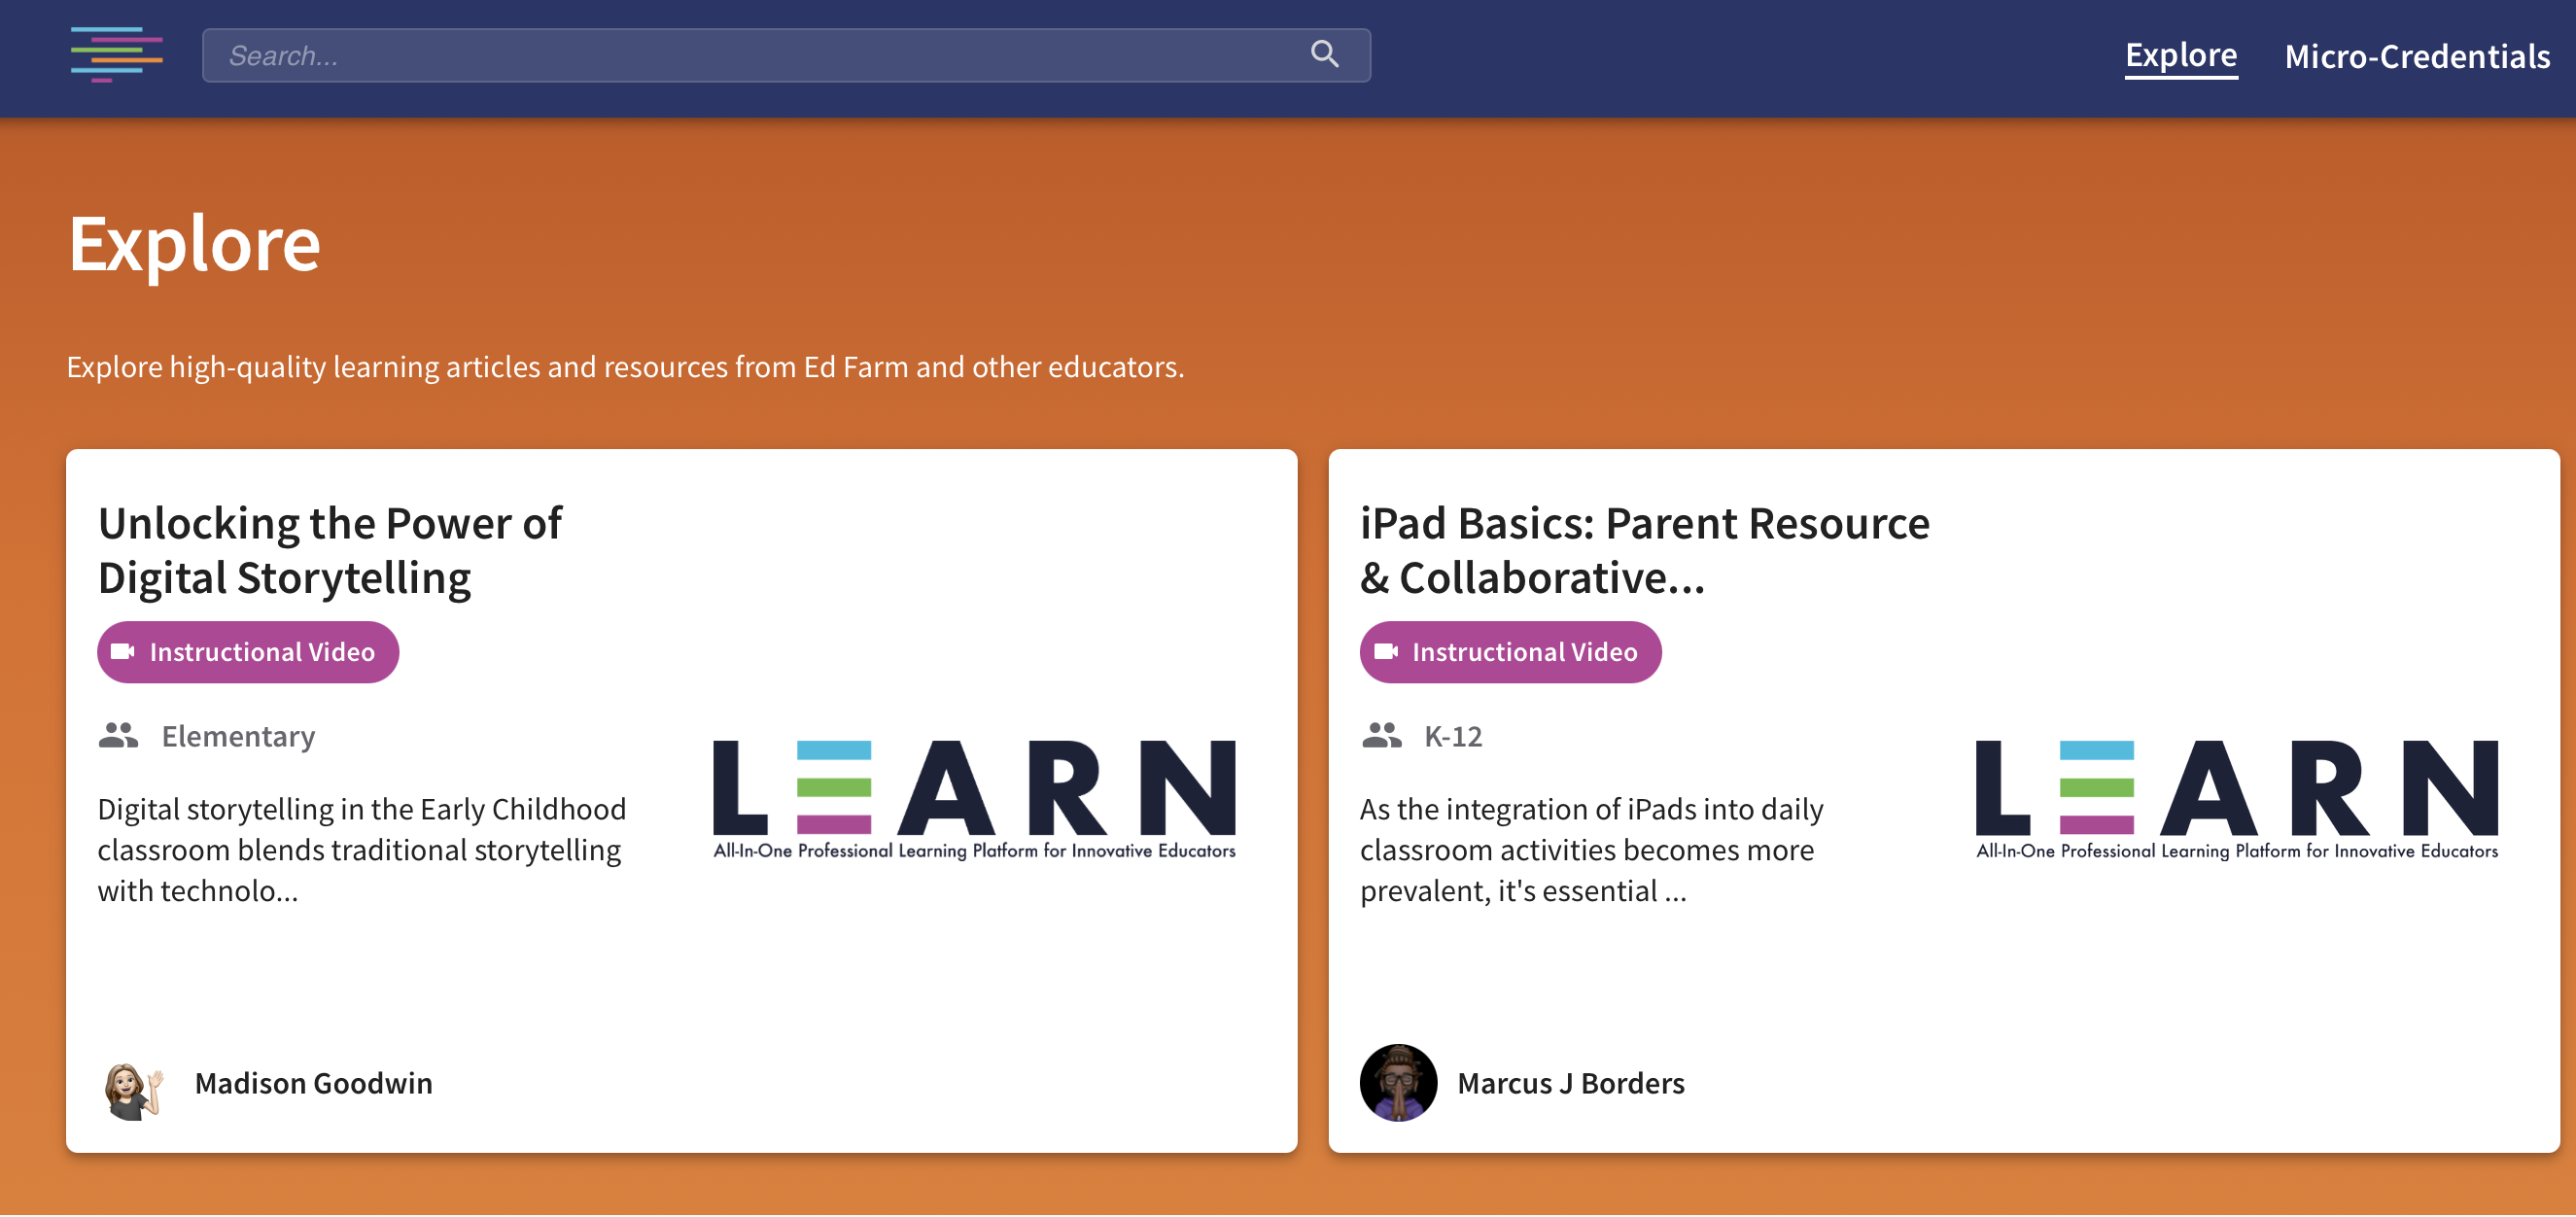 Search...
Explore
Micro-Credentials
Explore
Explore high-quality learning articles and resources from Ed Farm and other educators.
Unlocking the Power of
Digital Storytelling
Instructional Video
Elementary
Digital storytelling in the Early Childhood
classroom blends traditional storytelling
with technolo...
LEARN
All-In-One Professional Learning Platform for Innovative Educators
Madison Goodwin
iPad Basics: Parent Resource
& Collaborative...
Instructional Video
K-12
As the integration of iPads into daily
classroom activities becomes more
prevalent, it's essential ...
LEARN
All-In-One Professional Learning Platform for Innovative Educators
Marcus J Borders